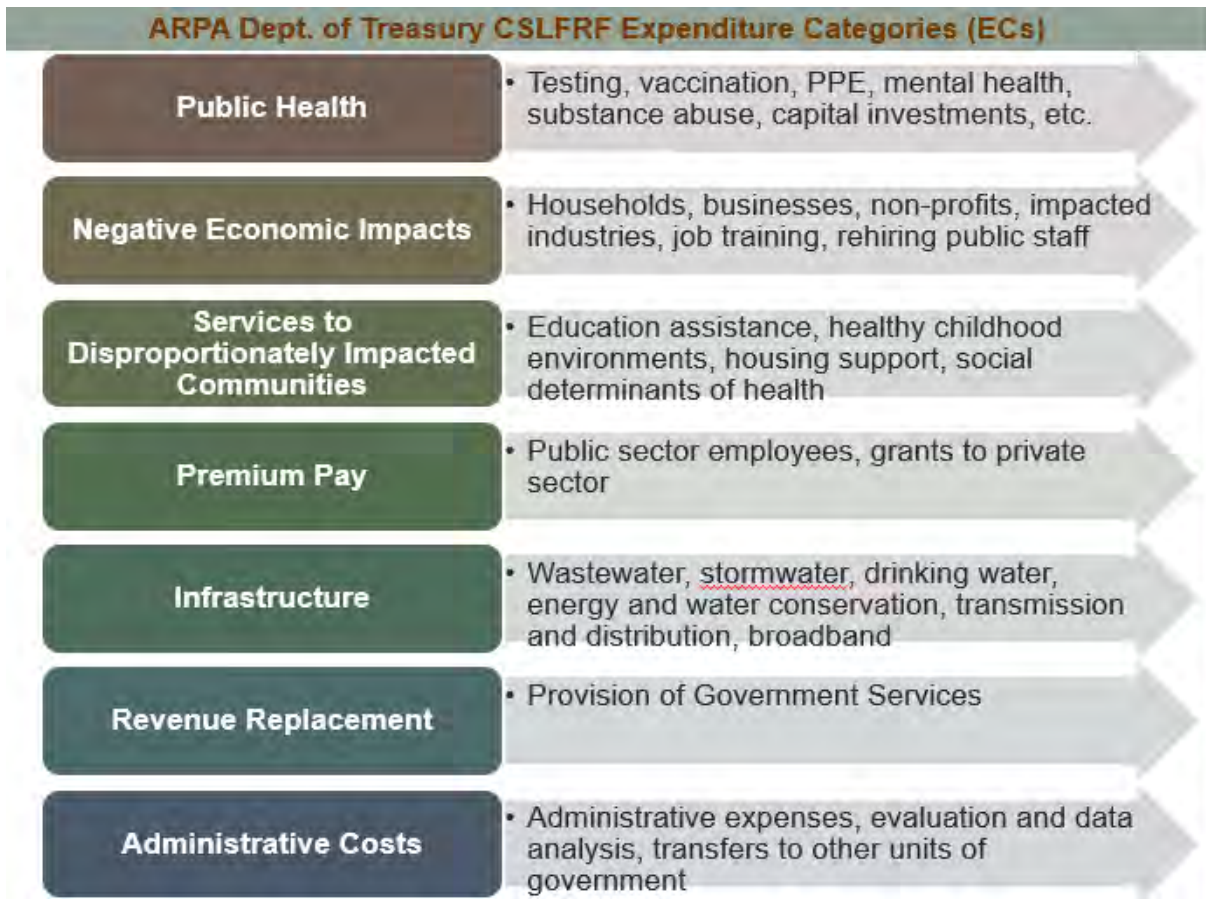 ARPA Dept. of Treasury CSLFRF Expenditure Categories (ECs)
Public Health
• Testing, vaccination, PPE, mental health,
substance abuse, capital investments, etc.
Negative Economic Impacts
• Households, businesses, non-profits, impacted
industries, job training, rehiring public staff
Services to
Disproportionately Impacted
Communities
• Education assistance, healthy childhood
environments, housing support, social
determinants of health
Premium Pay
• Public sector employees, grants to private
sector
Infrastructure
• Wastewater, stormwater, drinking water,
energy and water conservation, transmission
and distribution, broadband
Revenue Replacement
• Provision of Government Services
Administrative Costs
• Administrative expenses, evaluation and data
analysis, transfers to other units of
government